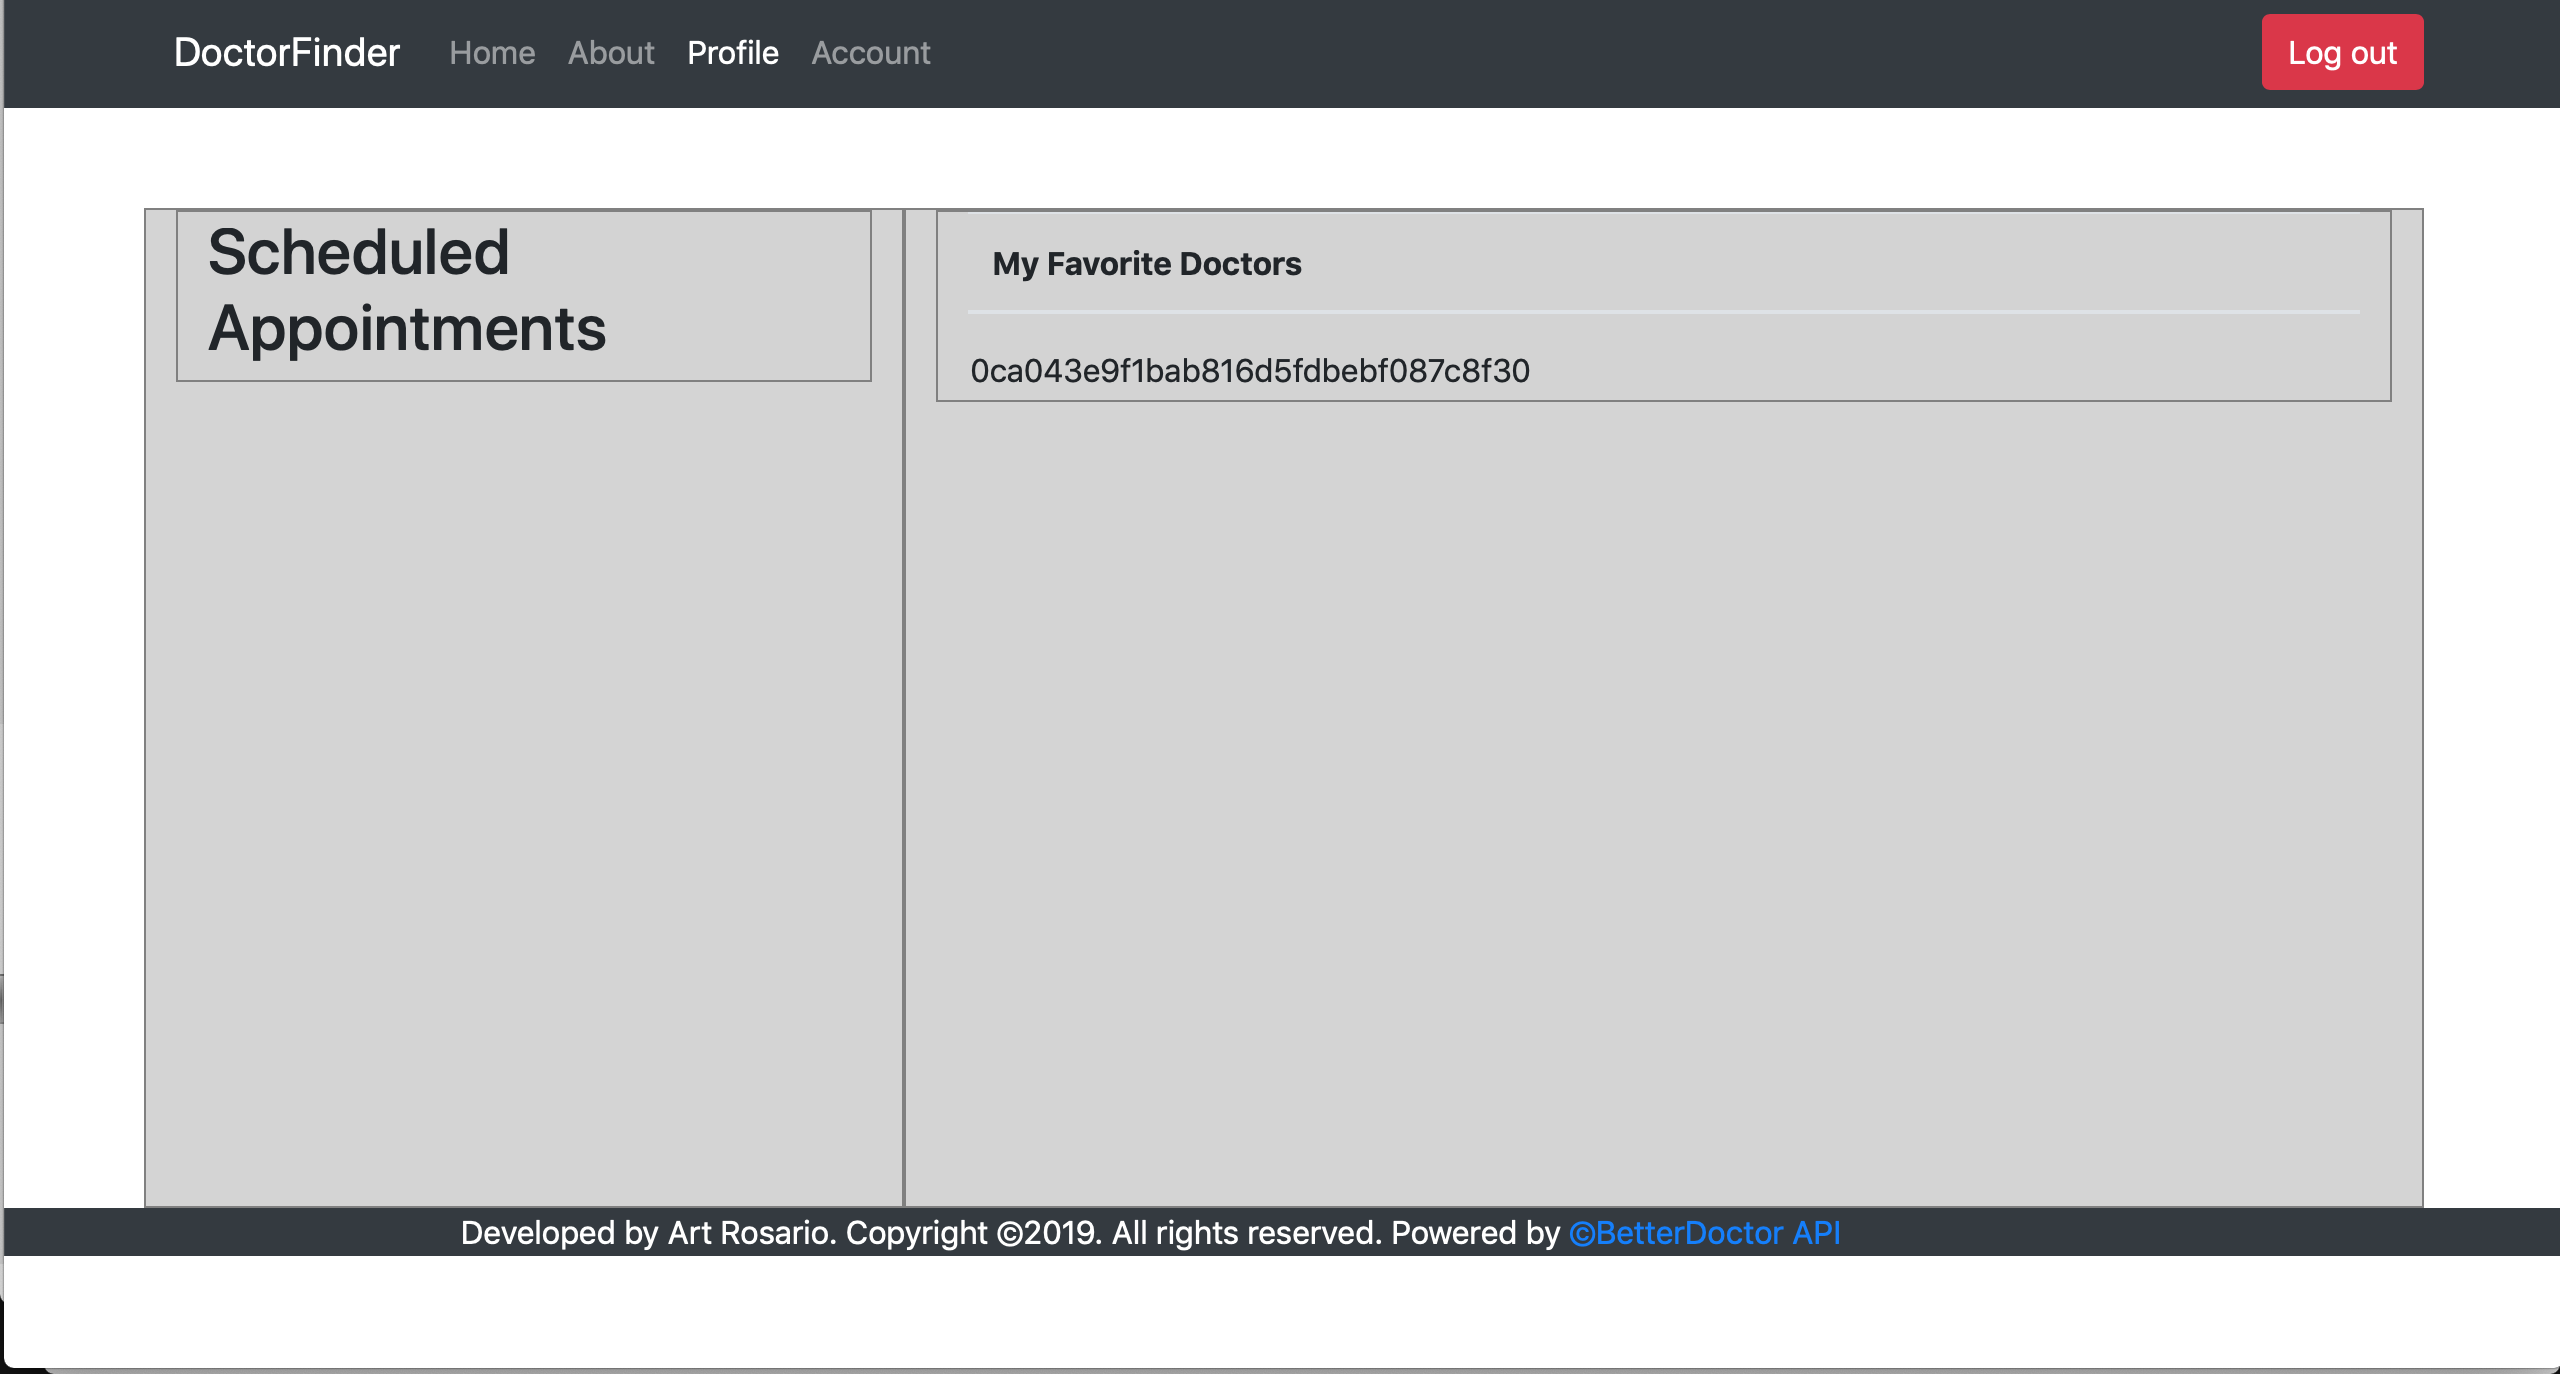 DoctorFinder Home About Profile Account Log out
Scheduled
Appointments
My Favorite Doctors
0ca043e9f1bab816d5fdbebf087c8f30
Developed by Art Rosario. Copyright ©2019. All rights reserved. Powered by ©BetterDoctor API